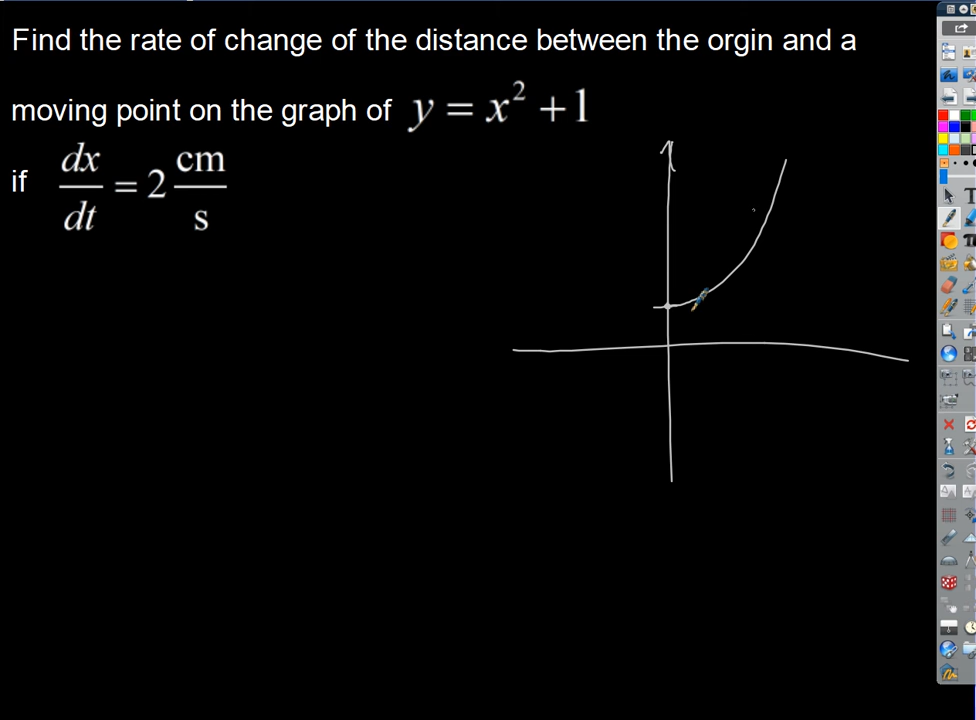 Find the rate of change of the distance between the orgin and a
moving point on the graph of y = x² + 1
if dx/dt = 2 cm/s